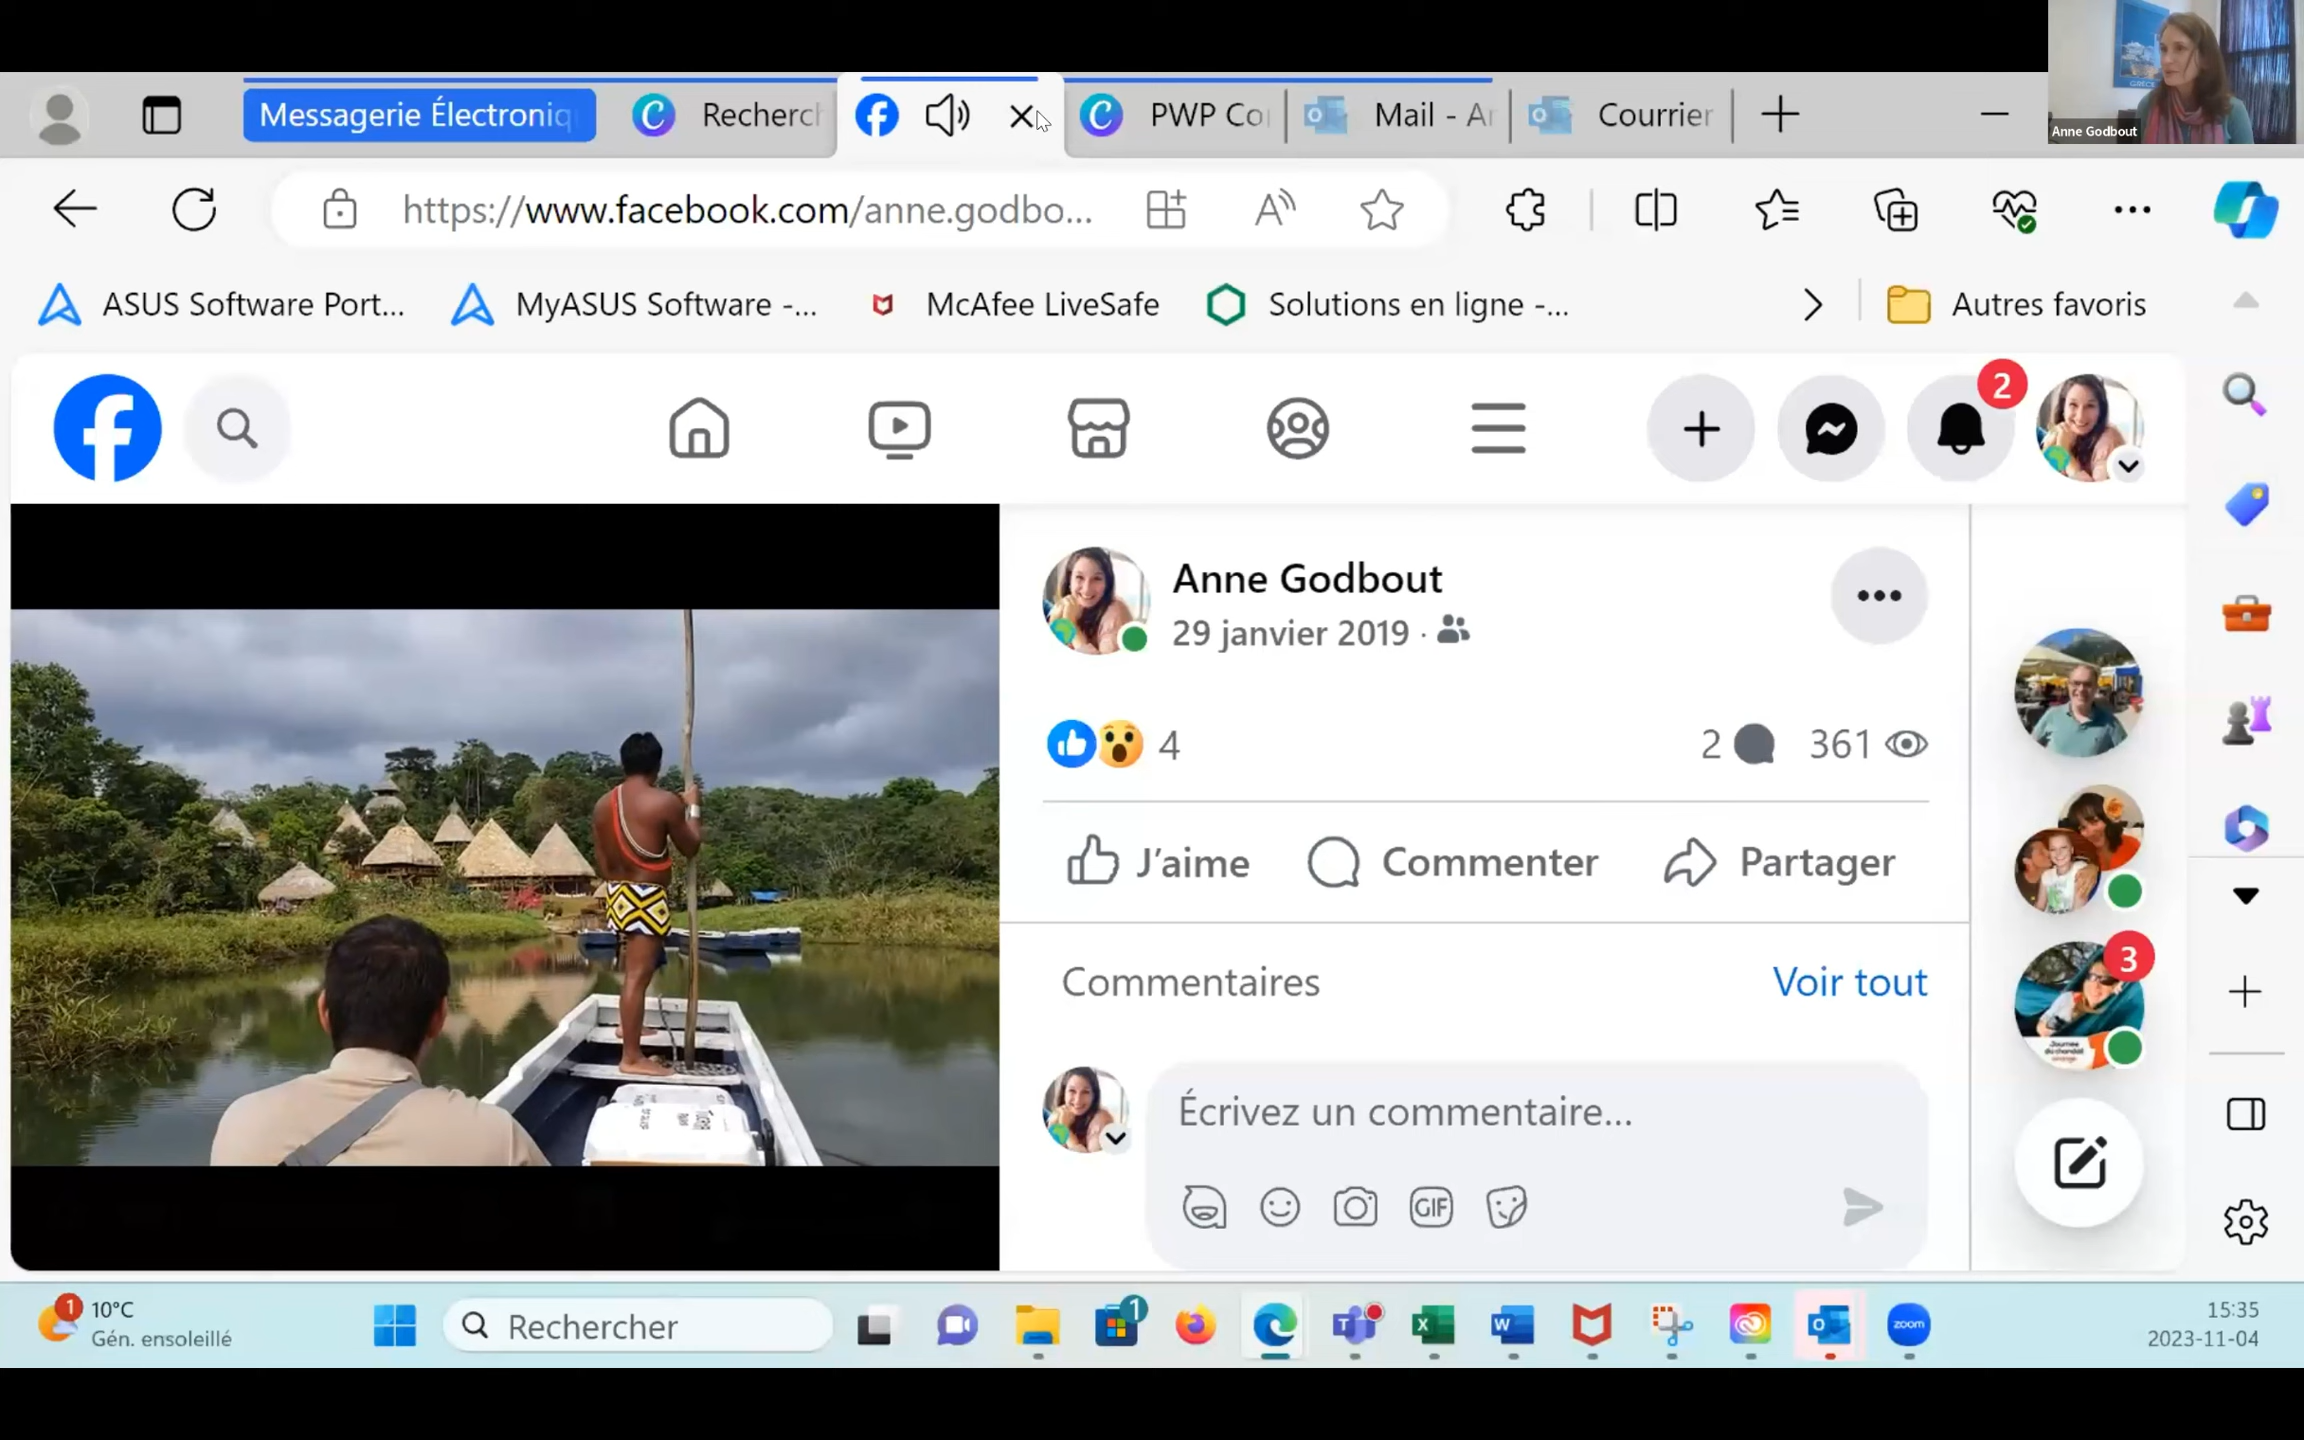 Messagerie Électroniq
Recherch
PWP Co
Mail - A
Courrier
GREECE
Anne Godbout
https://www.facebook.com/anne.godbo...
ASUS Software Port...
MyASUS Software -...
McAfee LiveSafe
Solutions en ligne -...
Autres favoris
2
Anne Godbout
29 janvier 2019 ·
4
2
361
J'aime
Commenter
Partager
Commentaires
Voir tout
3
Écrivez un commentaire...
GIF
1
10°C
Gén. ensoleillé
Rechercher
1
zoom
15:35
2023-11-04